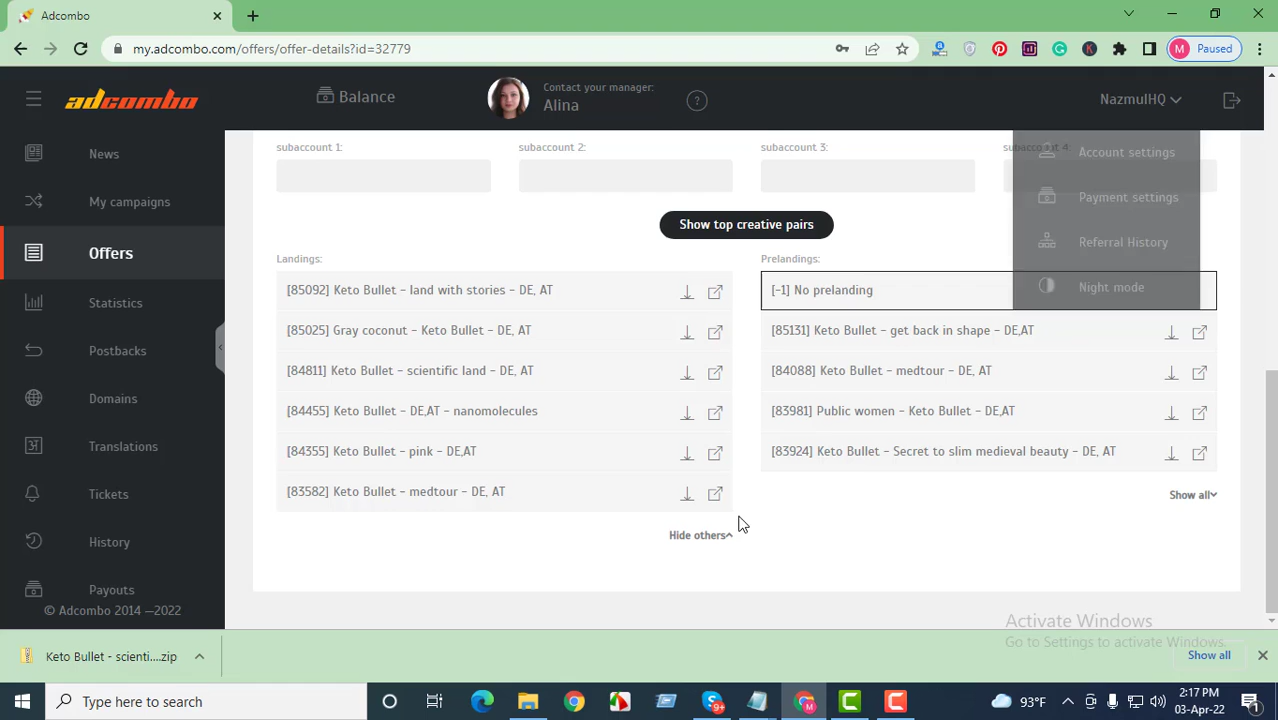 Adcombo
my.adcombo.com/offers/offer-details?id=32779
M Paused
adcombo
Balance
Contact your manager:
Alina
?
NazmulHQ
News
My campaigns
Offers
Statistics
Postbacks
Domains
Translations
Tickets
History
Payouts
© Adcombo 2014 —2022
subaccount 1:
subaccount 2:
subaccount 3:
subaccount 4:
Account settings
Payment settings
Referral History
Night mode
Show top creative pairs
Landings:
[85092] Keto Bullet - land with stories - DE, AT
[85025] Gray coconut - Keto Bullet - DE, AT
[84811] Keto Bullet - scientific land - DE, AT
[84455] Keto Bullet - DE,AT - nanomolecules
[84355] Keto Bullet - pink - DE,AT
[83582] Keto Bullet - medtour - DE, AT
Hide others
Prelandings:
[-1] No prelanding
[85131] Keto Bullet - get back in shape - DE,AT
[84088] Keto Bullet - medtour - DE, AT
[83981] Public women - Keto Bullet - DE,AT
[83924] Keto Bullet - Secret to slim medieval beauty - DE, AT
Show all
Activate Windows
Go to Settings to activate Windows.
Keto Bullet - scienti....zip
Show all
Type here to search
9+
93°F
2:17 PM
03-Apr-22
1